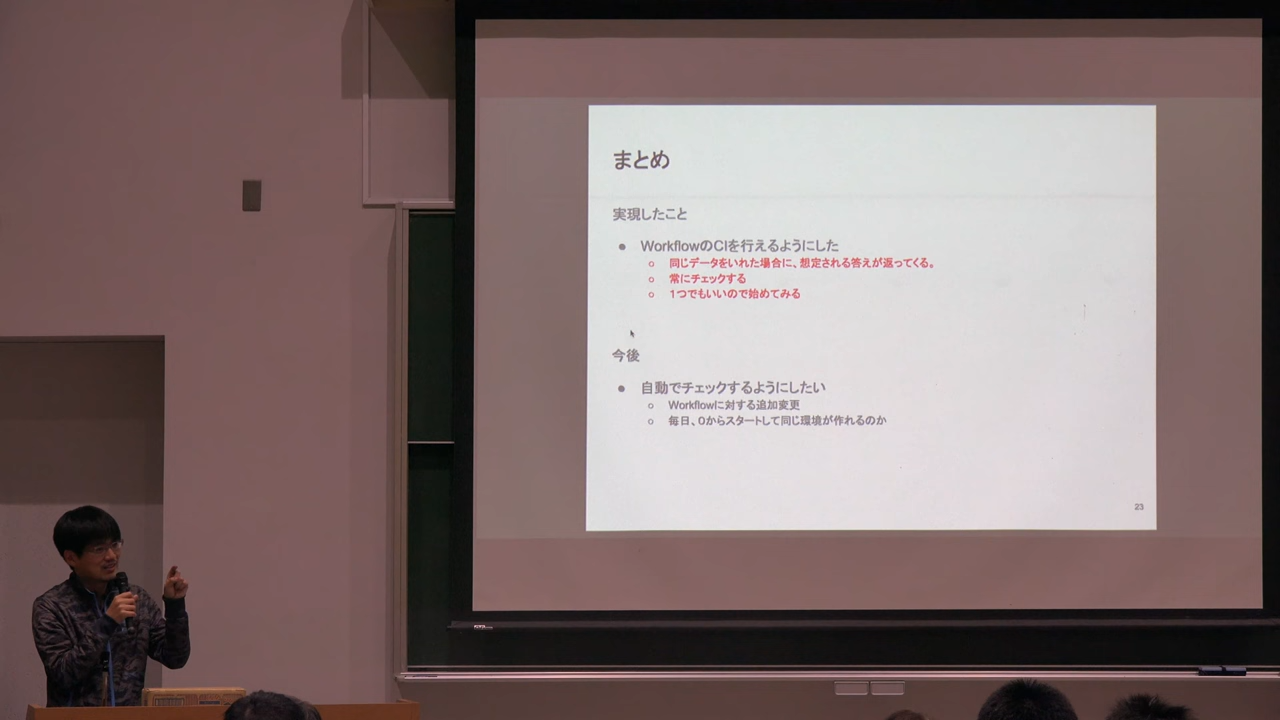 まとめ
実現したこと
● WorkflowのCIを行えるようにした
○ 同じデータをいれた場合に、想定される答えが返ってくる。
○ 常にチェックする
○ 1つでもいいので始めてみる
今後
● 自動でチェックするようにしたい
○ Workflowに対する追加変更
○ 毎日、0からスタートして同じ環境が作れるのか
23